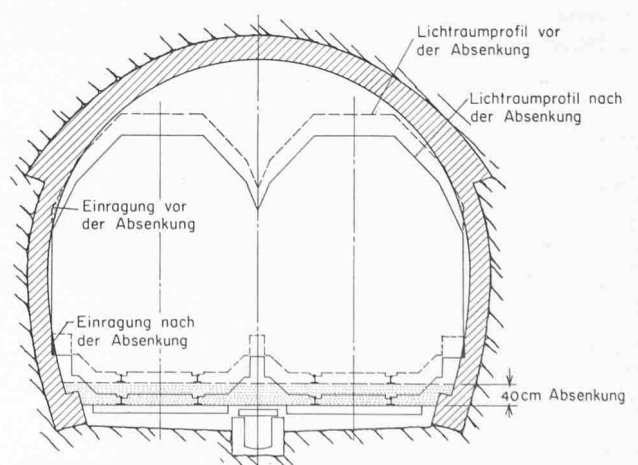 Lichtraumprofil vor
der Absenkung
Lichtraumprofil nach
der Absenkung
Einragung vor
der Absenkung
Einragung nach
der Absenkung
40cm Absenkung